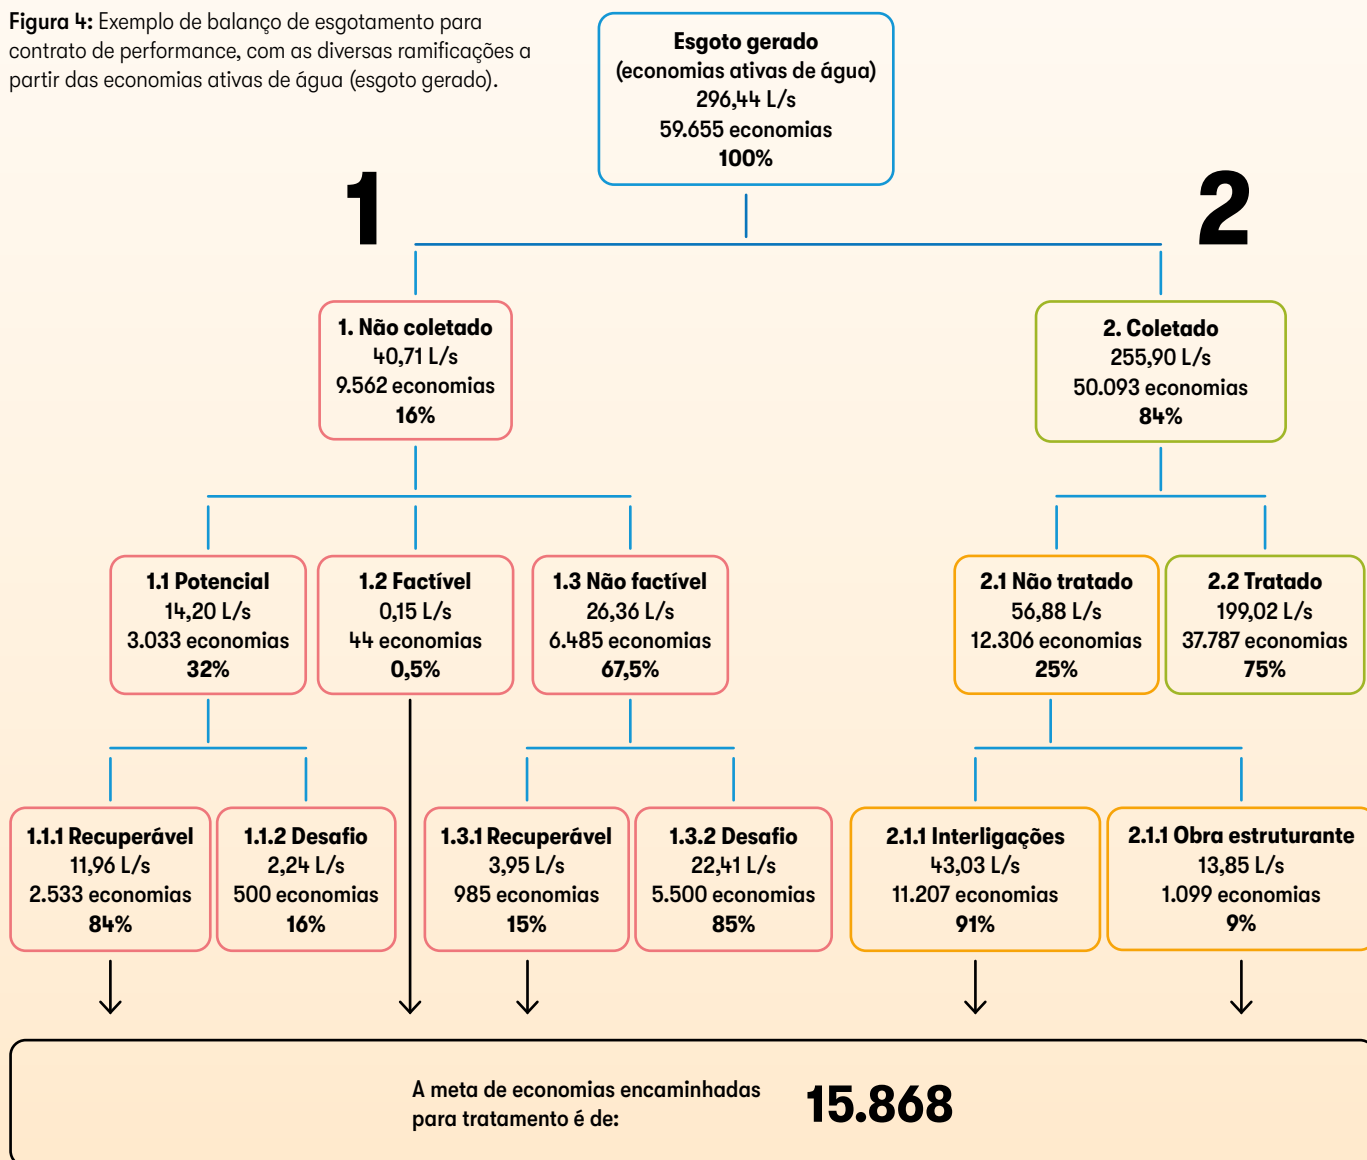 Figura 4: Exemplo de balanço de esgotamento para
contrato de performance, com as diversas ramificações a
partir das economias ativas de água (esgoto gerado).
Esgoto gerado
(economias ativas de água)
296,44 L/s
59.655 economias
100%
1
2
1. Não coletado
40,71 L/s
9.562 economias
16%
2. Coletado
255,90 L/s
50.093 economias
84%
1.1 Potencial
14,20 L/s
3.033 economias
32%
1.2 Factível
0,15 L/s
44 economias
0,5%
1.3 Não factível
26,36 L/s
6.485 economias
67,5%
2.1 Não tratado
56,88 L/s
12.306 economias
25%
2.2 Tratado
199,02 L/s
37.787 economias
75%
1.1.1 Recuperável
11,96 L/s
2.533 economias
84%
1.1.2 Desafio
2,24 L/s
500 economias
16%
1.3.1 Recuperável
3,95 L/s
985 economias
15%
1.3.2 Desafio
22,41 L/s
5.500 economias
85%
2.1.1 Interligações
43,03 L/s
11.207 economias
91%
2.1.1 Obra estruturante
13,85 L/s
1.099 economias
9%
A meta de economias encaminhadas
para tratamento é de:
15.868